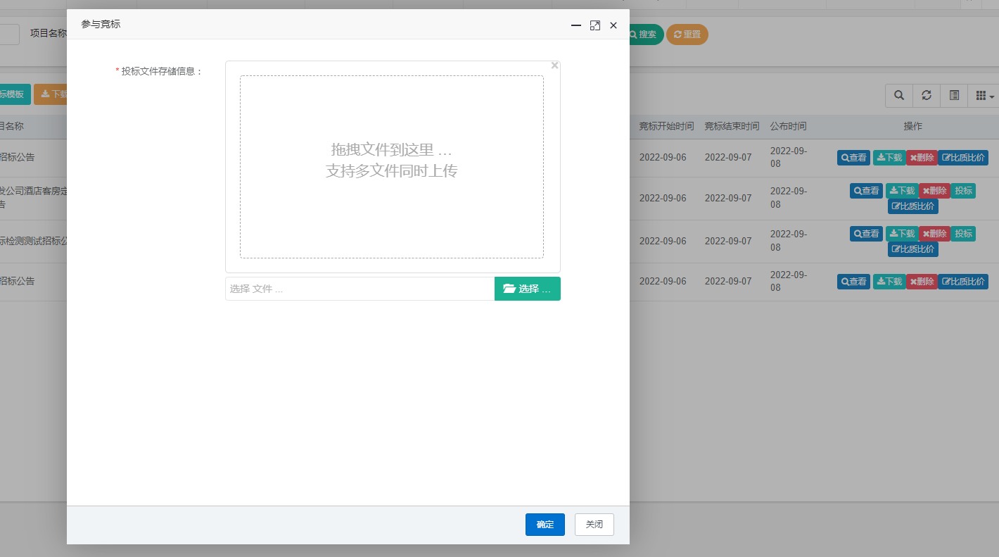 参与竞标
项目名称
搜索
重置
* 投标文件存储信息：
拖拽文件到这里 …
支持多文件同时上传
选择 文件 ...
选择 …
标模板
下载
目名称
竞标开始时间 竞标结束时间 公布时间 操作
招标公告
2022-09-06 2022-09-07 2022-09-
08
查看 下载 删除 比质比价
发公司酒店客房定
告
2022-09-06 2022-09-07 2022-09-
08
查看 下载 删除 投标
比质比价
标检测测试招标公
2022-09-06 2022-09-07 2022-09-
08
查看 下载 删除 投标
比质比价
招标公告
2022-09-06 2022-09-07 2022-09-
08
查看 下载 删除 比质比价
确定
关闭